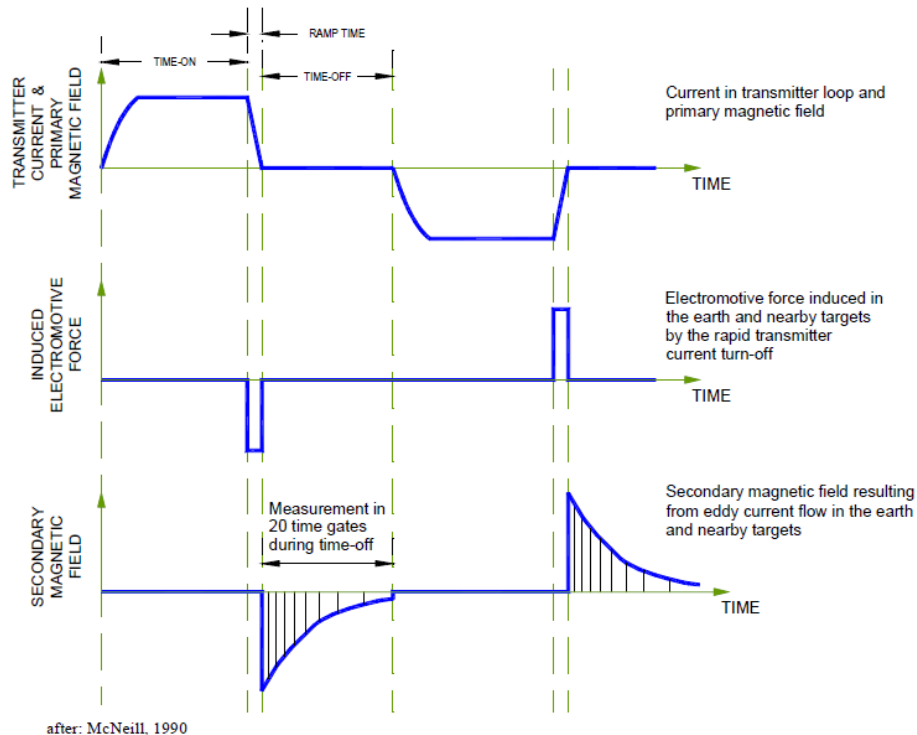 RAMP TIME
TIME-ON
TIME-OFF
TRANSMITTER
CURRENT &
PRIMARY
MAGNETIC FIELD
Current in transmitter loop and
primary magnetic field
TIME
INDUCED
ELECTROMOTIVE
FORCE
Electromotive force induced in
the earth and nearby targets
by the rapid transmitter
current turn-off
TIME
SECONDARY
MAGNETIC
FIELD
Measurement in
20 time gates
during time-off
Secondary magnetic field resulting
from eddy current flow in the earth
and nearby targets
TIME
after: McNeill, 1990